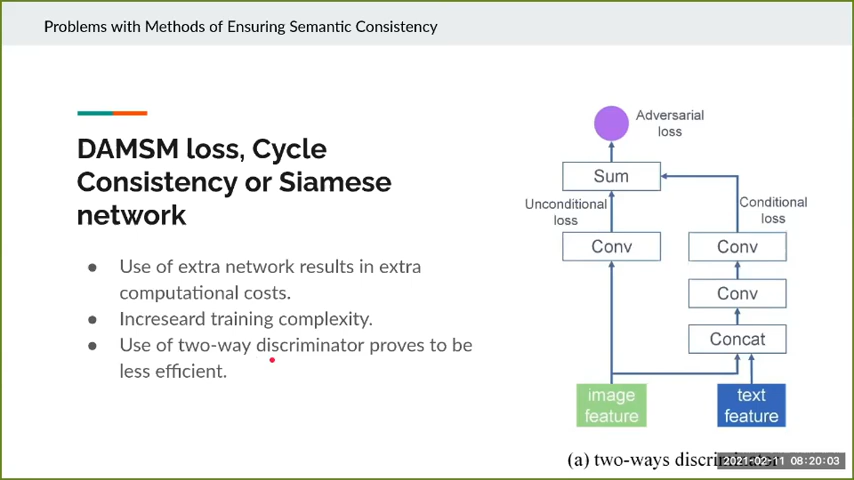 Problems with Methods of Ensuring Semantic Consistency
DAMSM loss, Cycle
Consistency or Siamese
network
● Use of extra network results in extra
computational costs.
● Increseard training complexity.
● Use of two-way discriminator proves to be
less efficient.
Adversarial
loss
Sum
Unconditional
loss
Conditional
loss
Conv
Conv
Conv
Concat
image
feature
text
feature
(a) two-ways
2021-02-11 08:20:03